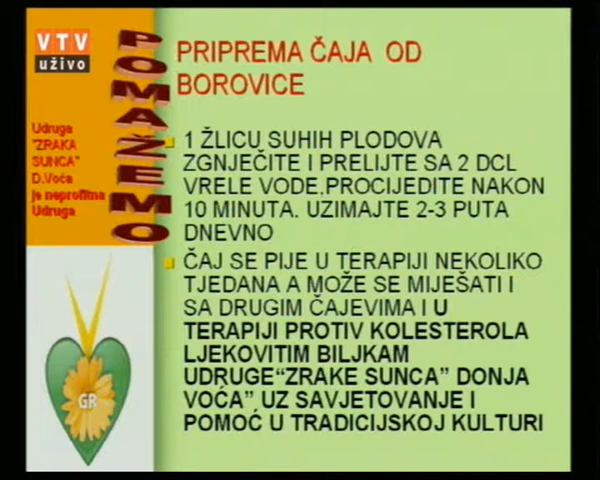 VTV
uživo
POMAŽEMO
Udruga
"ZRAKA
SUNCA"
D.Voća
je neprofitna
Udruga
GR
PRIPREMA ČAJA OD
BOROVICE
1 ŽLICU SUHIH PLODOVA
ZGNJEČITE I PRELIJTE SA 2 DCL
VRELE VODE,PROCIJEDITE NAKON
10 MINUTA. UZIMAJTE 2-3 PUTA
DNEVNO
ČAJ SE PIJE U TERAPIJI NEKOLIKO
TJEDANA A MOŽE SE MIJEŠATI I
SA DRUGIM ČAJEVIMA I U
TERAPIJI PROTIV KOLESTEROLA
LJEKOVITIM BILJKAM
UDRUGE“ZRAKE SUNCA” DONJA
VOĆA” UZ SAVJETOVANJE I
POMOĆ U TRADICIJSKOJ KULTURI